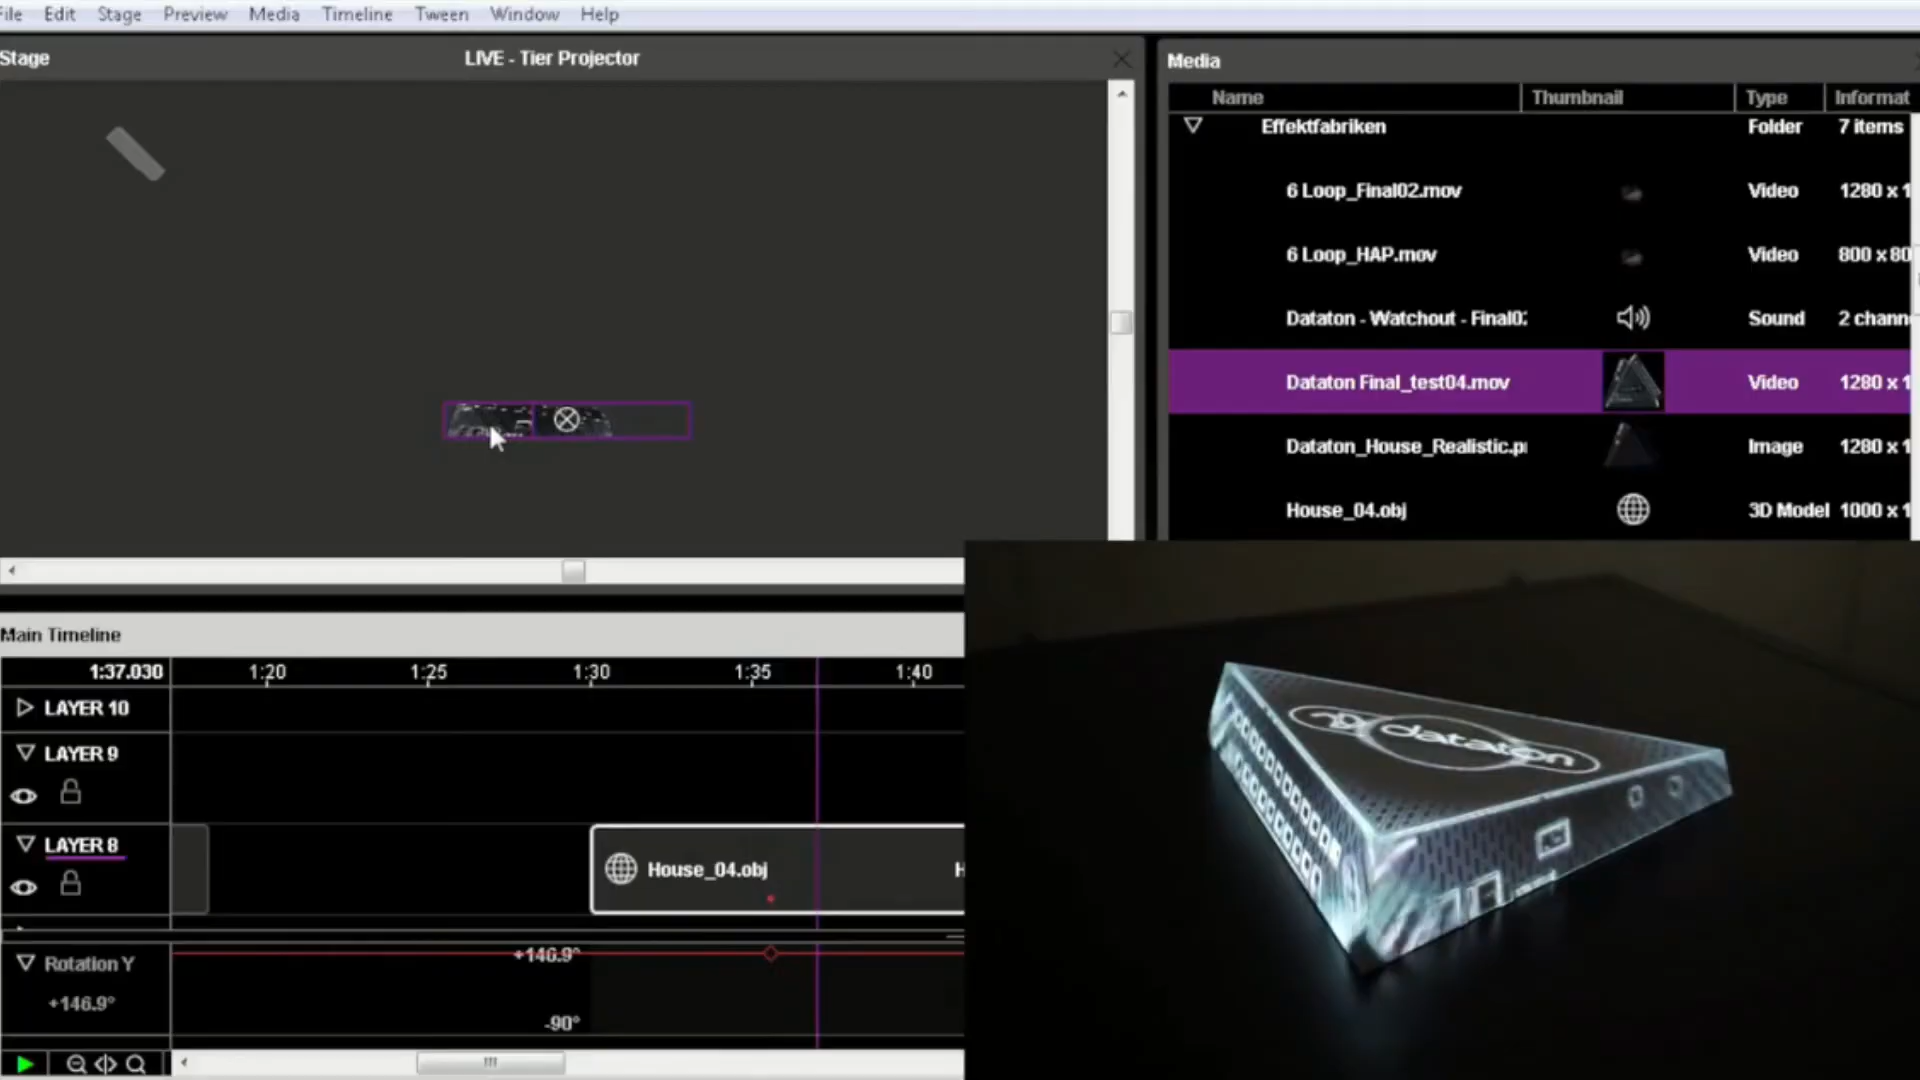 File Edit Stage Preview Media Timeline Tween Window Help
Stage
LIVE - Tier Projector
Media
Name Thumbnail Type Informat
Effektfabriken Folder 7 items
6 Loop_Final02.mov Video 1280 x 1
6 Loop_HAP.mov Video 800 x 80
Dataton - Watchout - Final0: Sound 2 chann
Dataton Final_test04.mov Video 1280 x 1
Dataton_House_Realistic.p Image 1280 x 1
House_04.obj 3D Model 1000 x 1
Main Timeline
1:37.030 1:20 1:25 1:30 1:35 1:40
LAYER 10
LAYER 9
LAYER 8
House_04.obj H
Rotation Y
+146.9°
+146.9°
-90°
dataton